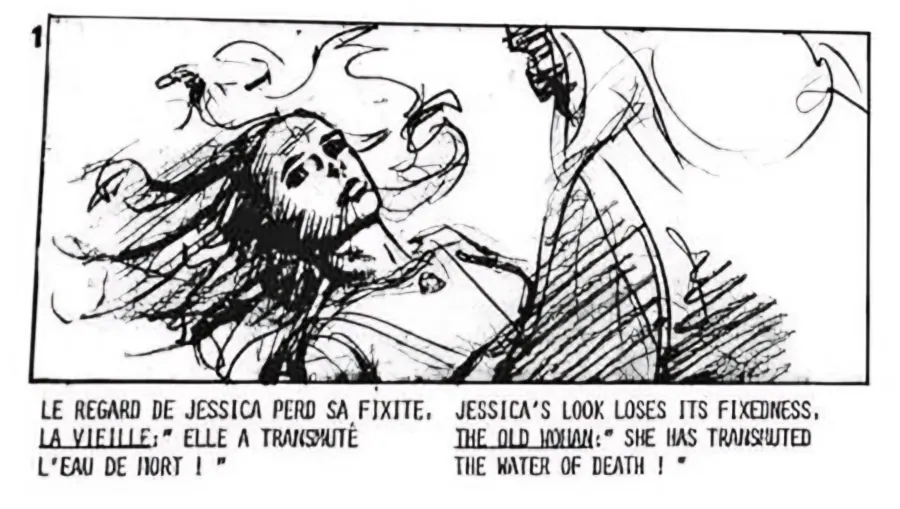 1
LE REGARD DE JESSICA PERD SA FIXITE.
LA VIEILLE:" ELLE A TRANSMUTÉ
L'EAU DE MORT ! "
JESSICA'S LOOK LOSES ITS FIXEDNESS.
THE OLD WOMAN:" SHE HAS TRANSMUTED
THE WATER OF DEATH ! "